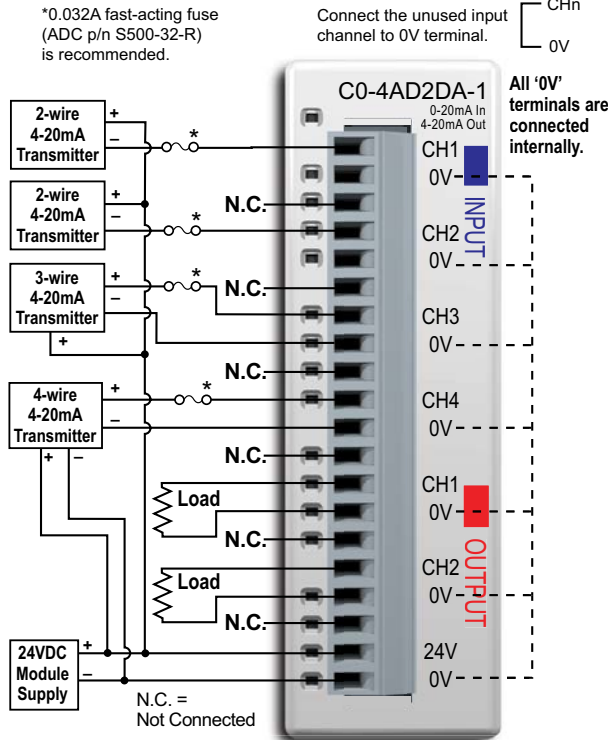 *0.032A fast-acting fuse
(ADC p/n S500-32-R)
is recommended.
Connect the unused input
channel to 0V terminal.
CHn
0V
C0-4AD2DA-1
0-20mA In
4-20mA Out
All ‘0V’
terminals are
connected
internally.
2-wire
4-20mA
Transmitter
+
–
*
CH1
0V
INPUT
N.C.
2-wire
4-20mA
Transmitter
+
–
*
CH2
0V
N.C.
3-wire
4-20mA
Transmitter
+
–
+
*
CH3
0V
N.C.
4-wire
4-20mA
Transmitter
+
–
+
–
*
CH4
0V
N.C.
Load
CH1
0V
OUTPUT
N.C.
Load
CH2
0V
N.C.
24VDC
Module
Supply
+
–
24V
0V
N.C. =
Not Connected